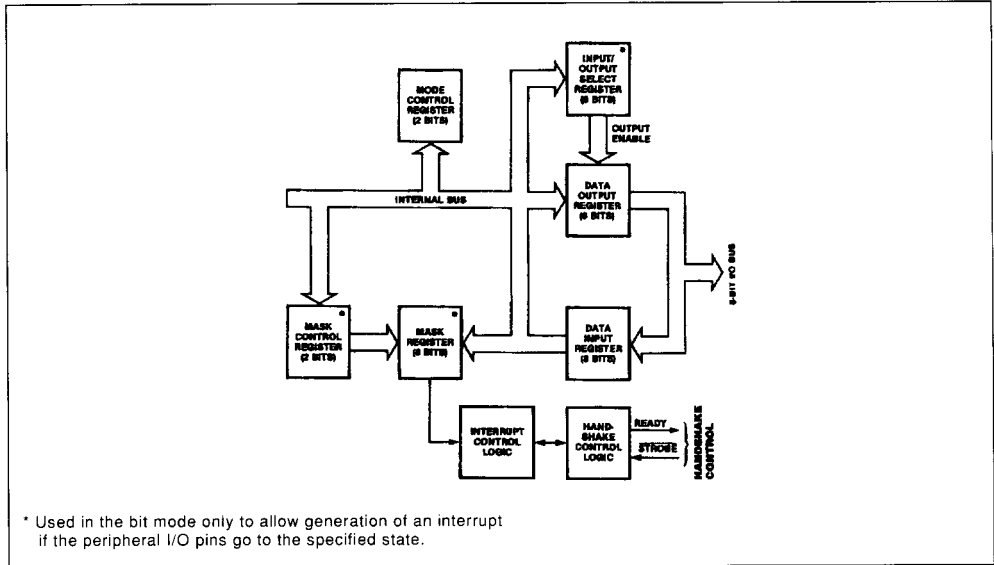 *
INPUT/
OUTPUT
SELECT
REGISTER
(8 BITS)
MODE
CONTROL
REGISTER
(2 BITS)
OUTPUT
ENABLE
DATA
OUTPUT
REGISTER
(8 BITS)
INTERNAL BUS
8-BIT I/O BUS
*
MASK
CONTROL
REGISTER
(2 BITS)
*
MASK
REGISTER
(8 BITS)
DATA
INPUT
REGISTER
(8 BITS)
INTERRUPT
CONTROL
LOGIC
HAND-
SHAKE
CONTROL
LOGIC
READY
STROBE
HANDSHAKE
CONTROL
* Used in the bit mode only to allow generation of an interrupt
if the peripheral I/O pins go to the specified state.